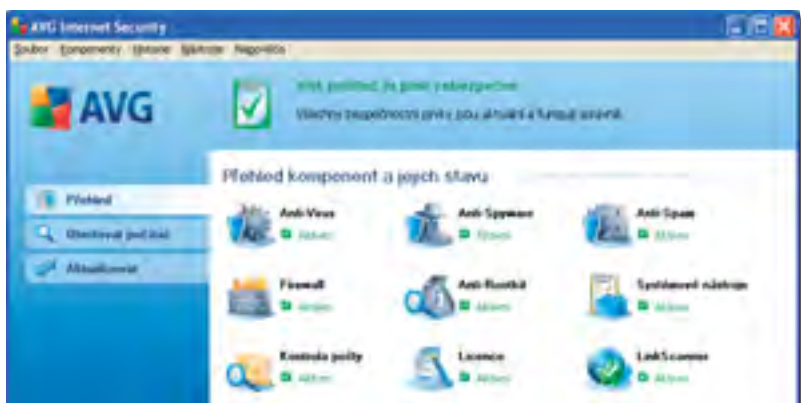 AVG Internet Security
Soubor Komponenty Historie Nástroje Nápověda
AVG
Váš počítač je plně zabezpečen.
Všechny bezpečnostní prvky jsou aktuální a fungují správně.
Přehled komponent a jejich stavu
Přehled
Otestovat počítač
Aktualizovat
Anti-Virus
Aktivní
Anti-Spyware
Aktivní
Anti-Spam
Aktivní
Firewall
Aktivní
Anti-Rootkit
Aktivní
Systémové nástroje
Aktivní
Kontrola pošty
Aktivní
Licence
Aktivní
LinkScanner
Aktivní